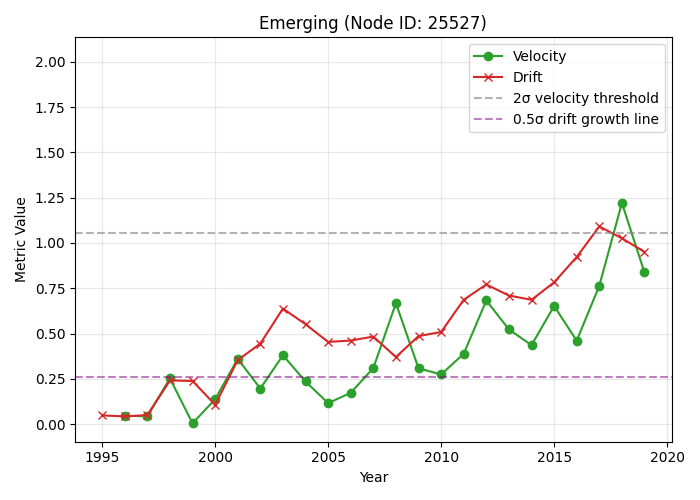 Emerging (Node ID: 25527)
Velocity
Drift
2σ velocity threshold
0.5σ drift growth line
Metric Value
2.00
1.75
1.50
1.25
1.00
0.75
0.50
0.25
0.00
1995 2000 2005 2010 2015 2020
Year